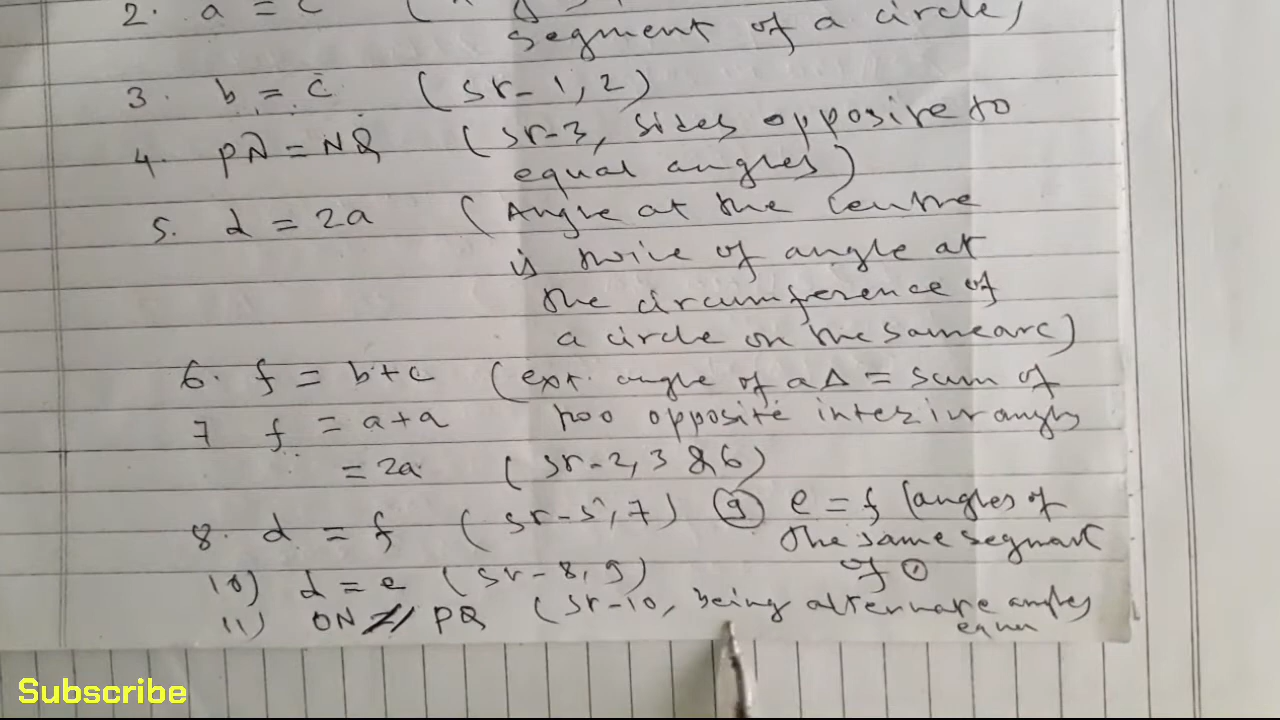 2. a = c (
segment of a circle)
3. b = c (sr-1,2)
4. PN = NQ (sr-3, sides opposite to
equal angles)
5. d = 2a (Angle at the centre
is twice of angle at
the circumference of
a circle on the same arc)
6. f = b+c (ext. angle of a Δ = sum of
7 f = a+a two opposite interior angles
= 2a. (sr-2,3 & 6)
8. d = f (sr-5,7) ⑨ e = f (angles of
the same segment
of ⊙
10) d = e (sr-8,9)
11) ON // PQ (sr-10, being alternate angles
equal
Subscribe